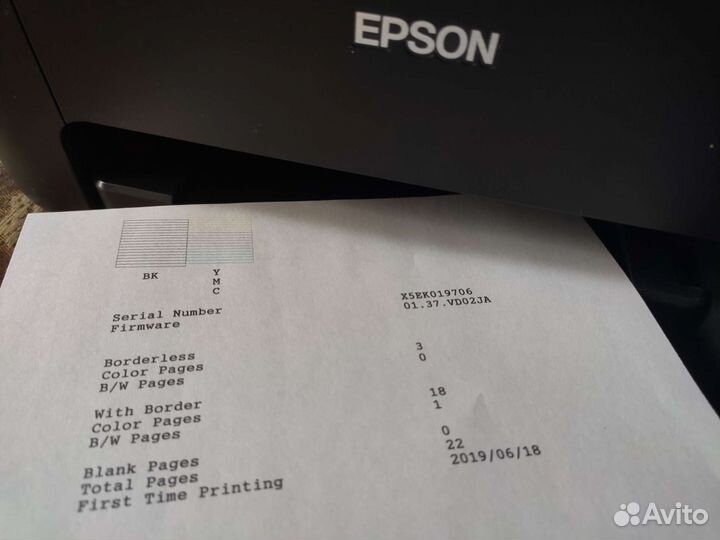 EPSON
BK Y
M
C
Serial Number X5EK019706
Firmware 01.37.VD02JA
Borderless
Color Pages 3
B/W Pages 0
With Border
Color Pages 18
B/W Pages 1
Blank Pages 0
Total Pages 22
First Time Printing 2019/06/18
Avito